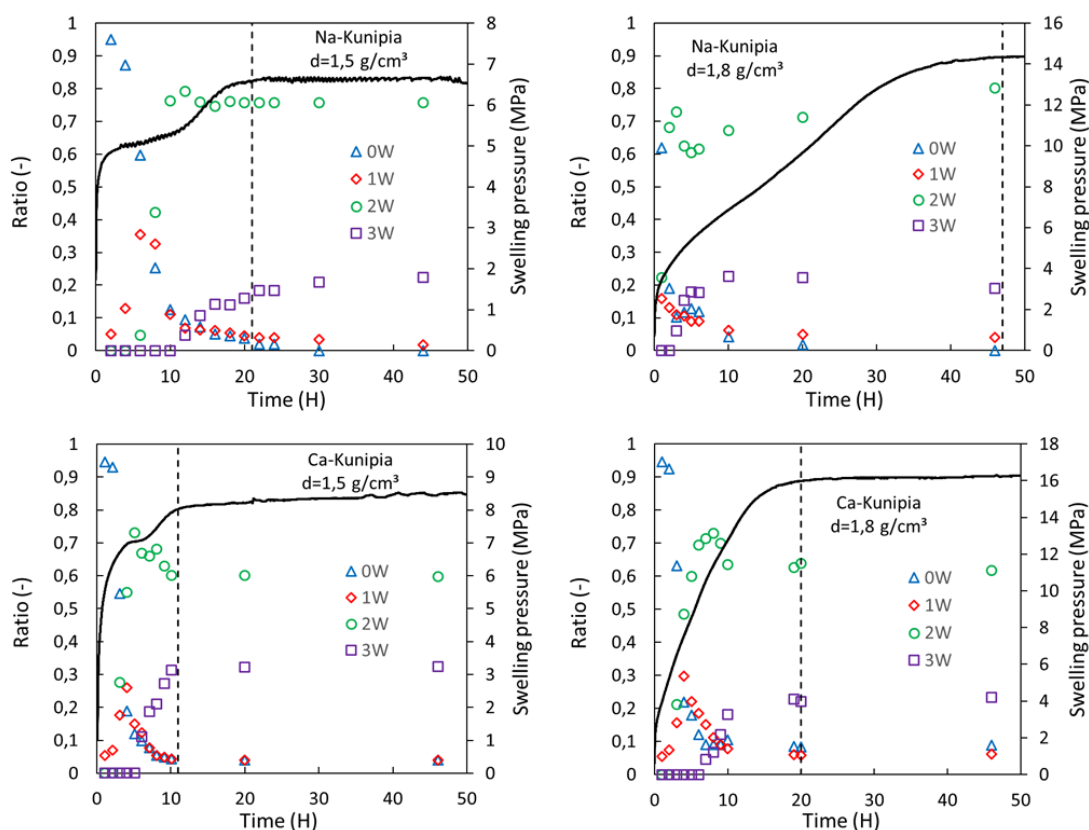 1
0,9
0,8
0,7
0,6
0,5
0,4
0,3
0,2
0,1
0
Ratio (-)
Na-Kunipia
d=1,5 g/cm³
0W
1W
2W
3W
8
7
6
5
4
3
2
1
0
Swelling pressure (MPa)
0 10 20 30 40 50
Time (H)
1
0,9
0,8
0,7
0,6
0,5
0,4
0,3
0,2
0,1
0
Ratio (-)
Na-Kunipia
d=1,8 g/cm³
0W
1W
2W
3W
16
14
12
10
8
6
4
2
0
Swelling pressure (MPa)
0 10 20 30 40 50
Time (H)
1
0,9
0,8
0,7
0,6
0,5
0,4
0,3
0,2
0,1
0
Ratio (-)
Ca-Kunipia
d=1,5 g/cm³
0W
1W
2W
3W
10
9
8
7
6
5
4
3
2
1
0
Swelling pressure (MPa)
0 10 20 30 40 50
Time (H)
1
0,9
0,8
0,7
0,6
0,5
0,4
0,3
0,2
0,1
0
Ratio (-)
Ca-Kunipia
d=1,8 g/cm³
0W
1W
2W
3W
18
16
14
12
10
8
6
4
2
0
Swelling pressure (MPa)
0 10 20 30 40 50
Time (H)